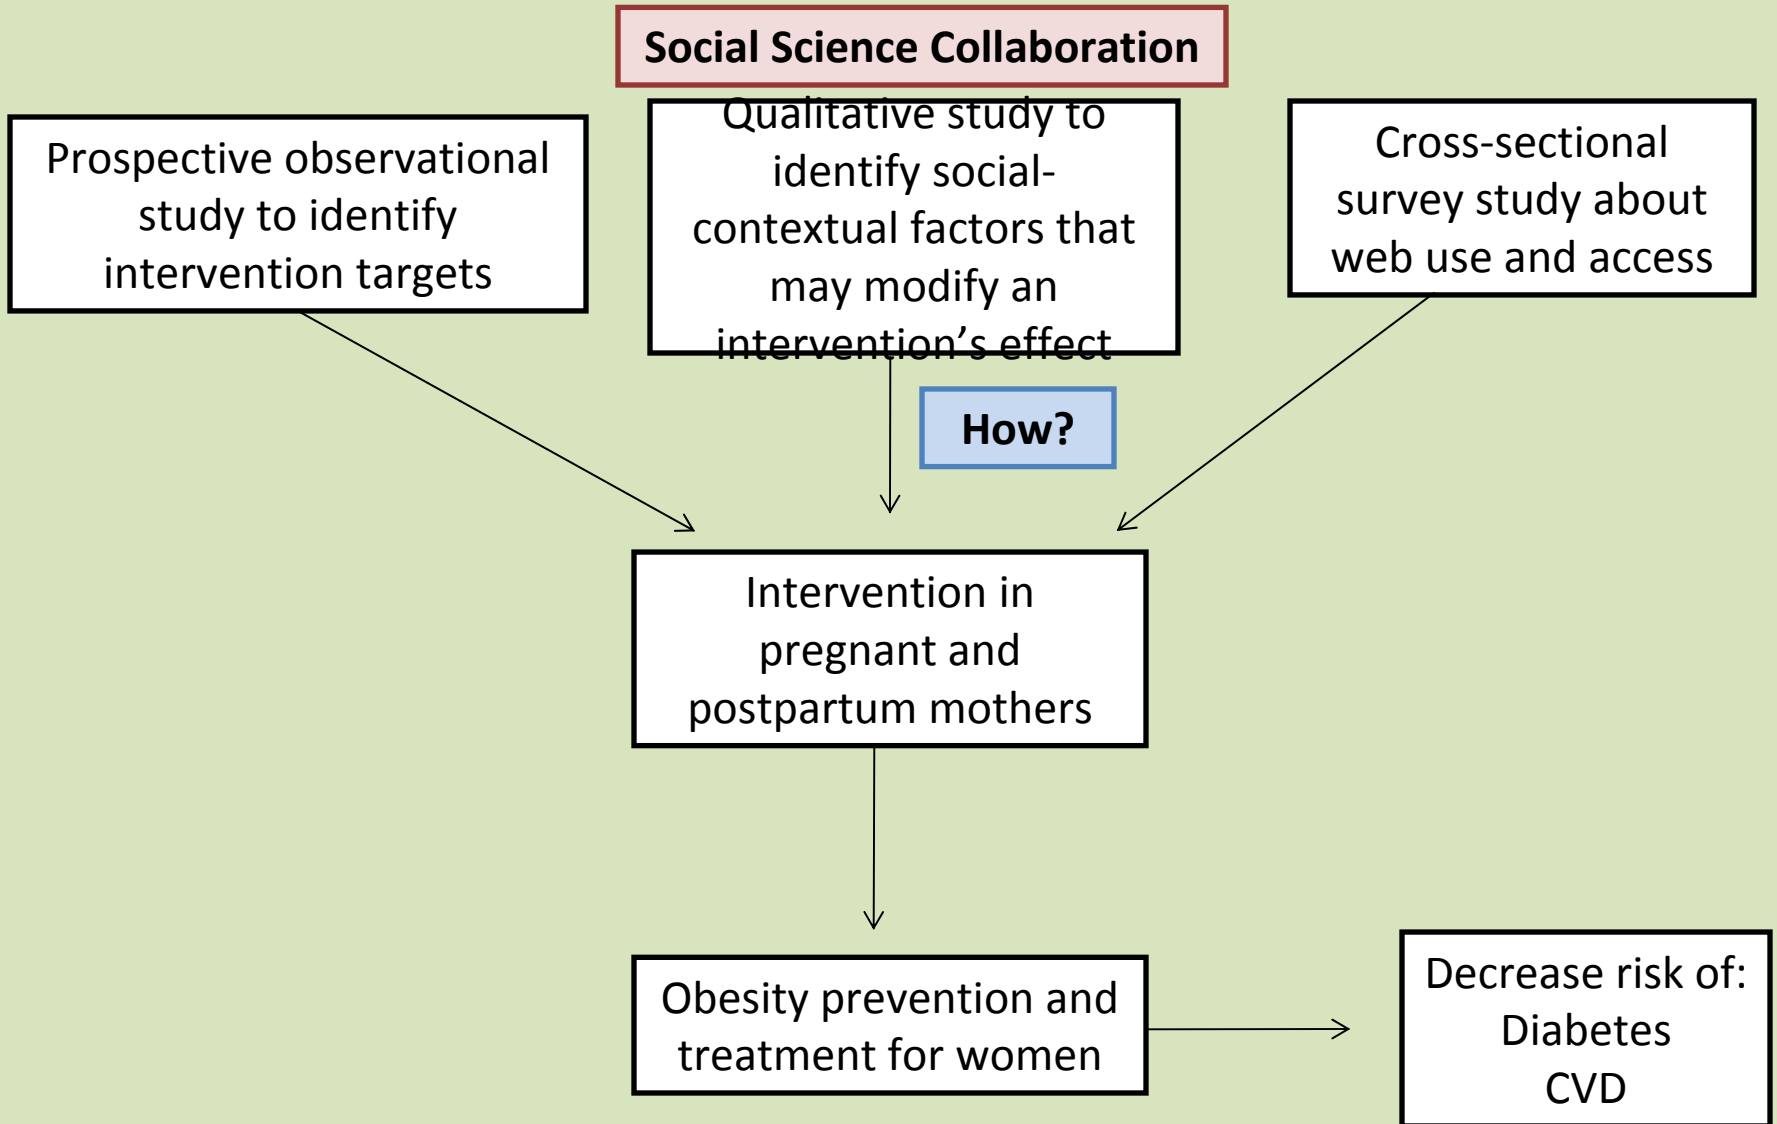 Social Science Collaboration
Prospective observational
study to identify
intervention targets
Qualitative study to
identify social-
contextual factors that
may modify an
intervention’s effect
Cross-sectional
survey study about
web use and access
How?
Intervention in
pregnant and
postpartum mothers
Obesity prevention and
treatment for women
Decrease risk of:
Diabetes
CVD